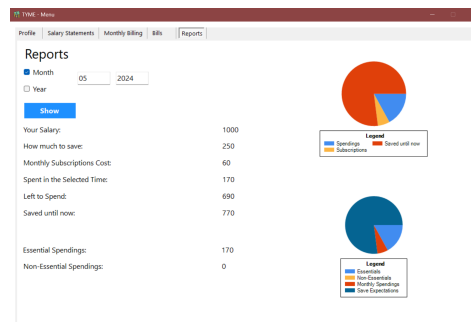 TYME - Menu
Profile Salary Statements Monthly Billing Bills Reports
Reports
Month 05 2024
Year
Show
Your Salary: 1000
How much to save: 250
Monthly Subscriptions Cost: 60
Spent in the Selected Time: 170
Left to Spend: 690
Saved until now: 770
Essential Spendings: 170
Non-Essential Spendings: 0
Legend
Spendings Saved until now
Subscriptions
Legend
Essentials
Non-Essentials
Monthly Spendings
Save Expectations